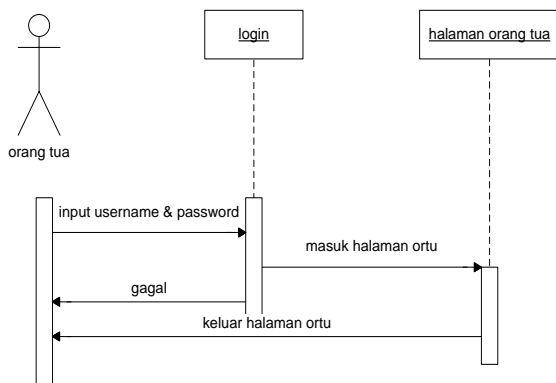 login
halaman orang tua
orang tua
input username & password
masuk halaman ortu
gagal
keluar halaman ortu